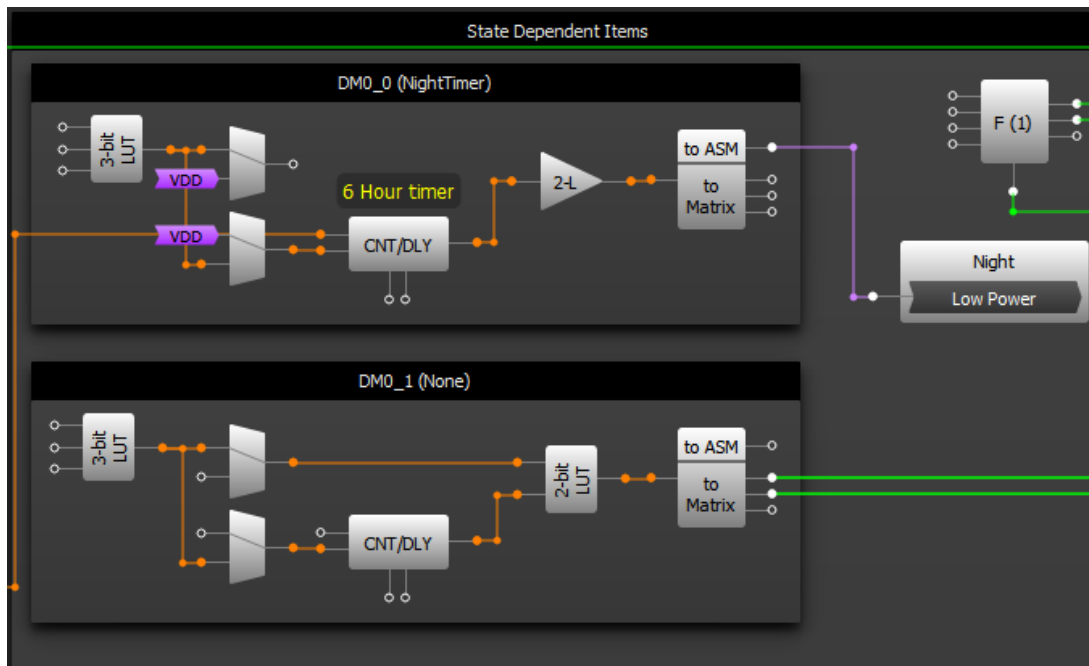 State Dependent Items
DM0_0 (NightTimer)
3-bit
LUT
VDD
VDD
6 Hour timer
CNT/DLY
2-L
to ASM
to
Matrix
F (1)
Night
Low Power
DM0_1 (None)
3-bit
LUT
CNT/DLY
2-bit
LUT
to ASM
to
Matrix